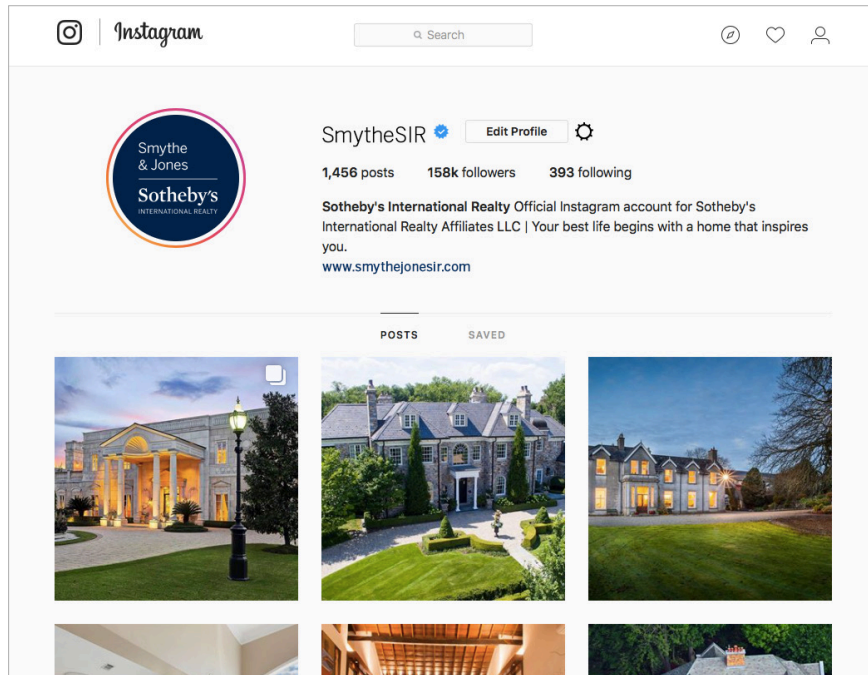 Instagram
Search
Smythe
& Jones
Sotheby's
INTERNATIONAL REALTY
SmytheSIR
Edit Profile
1,456 posts 158k followers 393 following
Sotheby's International Realty Official Instagram account for Sotheby's
International Realty Affiliates LLC | Your best life begins with a home that inspires
you.
www.smythejonesir.com
POSTS SAVED